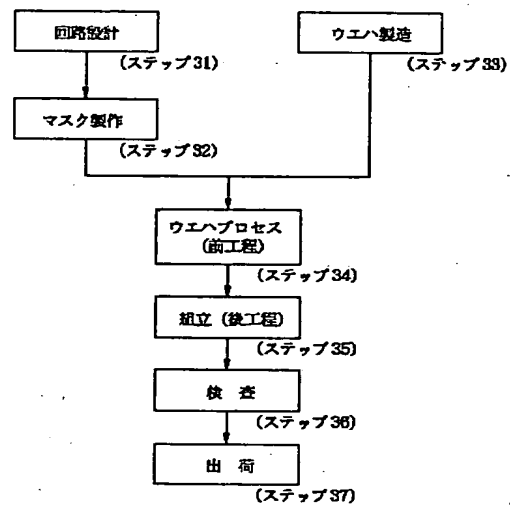 回路設計
(ステップ31)
ウエハ製造
(ステップ33)
マスク製作
(ステップ32)
ウエハプロセス
(前工程)
(ステップ34)
組立(後工程)
(ステップ35)
検 査
(ステップ36)
出 荷
(ステップ37)